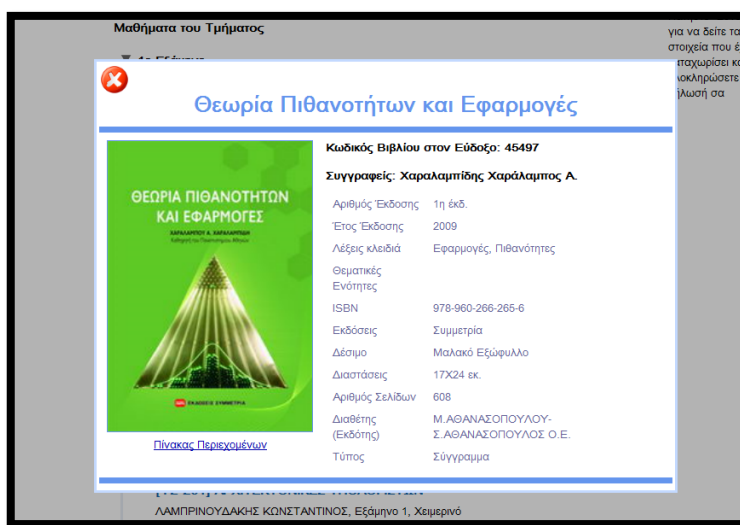 Μαθήματα του Τμήματος
για να δείτε τα
στοιχεία που έ
Θεωρία Πιθανοτήτων και Εφαρμογές
ΘΕΩΡΙΑ ΠΙΘΑΝΟΤΗΤΩΝ
ΚΑΙ ΕΦΑΡΜΟΓΕΣ
ΧΑΡΑΛΑΜΠΟΥ Α. ΧΑΡΑΛΑΜΠΙΔΗ
Καθηγητή του Πανεπιστημίου Αθηνών
ΕΚΔΟΣΕΙΣ ΣΥΜΜΕΤΡΙΑ
Πίνακας Περιεχομένων
Κωδικός Βιβλίου στον Εύδοξο: 45497
Συγγραφείς: Χαραλαμπίδης Χαράλαμπος Α.
Αριθμός Έκδοσης 1η έκδ.
Έτος Έκδοσης 2009
Λέξεις κλειδιά Εφαρμογές, Πιθανότητες
Θεματικές
Ενότητες
ISBN 978-960-266-265-6
Εκδόσεις Συμμετρία
Δέσιμο Μαλακό Εξώφυλλο
Διαστάσεις 17Χ24 εκ.
Αριθμός Σελίδων 608
Διαθέτης Μ.ΑΘΑΝΑΣΟΠΟΥΛΟΥ-
(Εκδότης) Σ.ΑΘΑΝΑΣΟΠΟΥΛΟΣ Ο.Ε.
Τύπος Σύγγραμμα
ΛΑΜΠΡΙΝΟΥΔΑΚΗΣ ΚΩΝΣΤΑΝΤΙΝΟΣ, Εξάμηνο 1, Χειμερινό